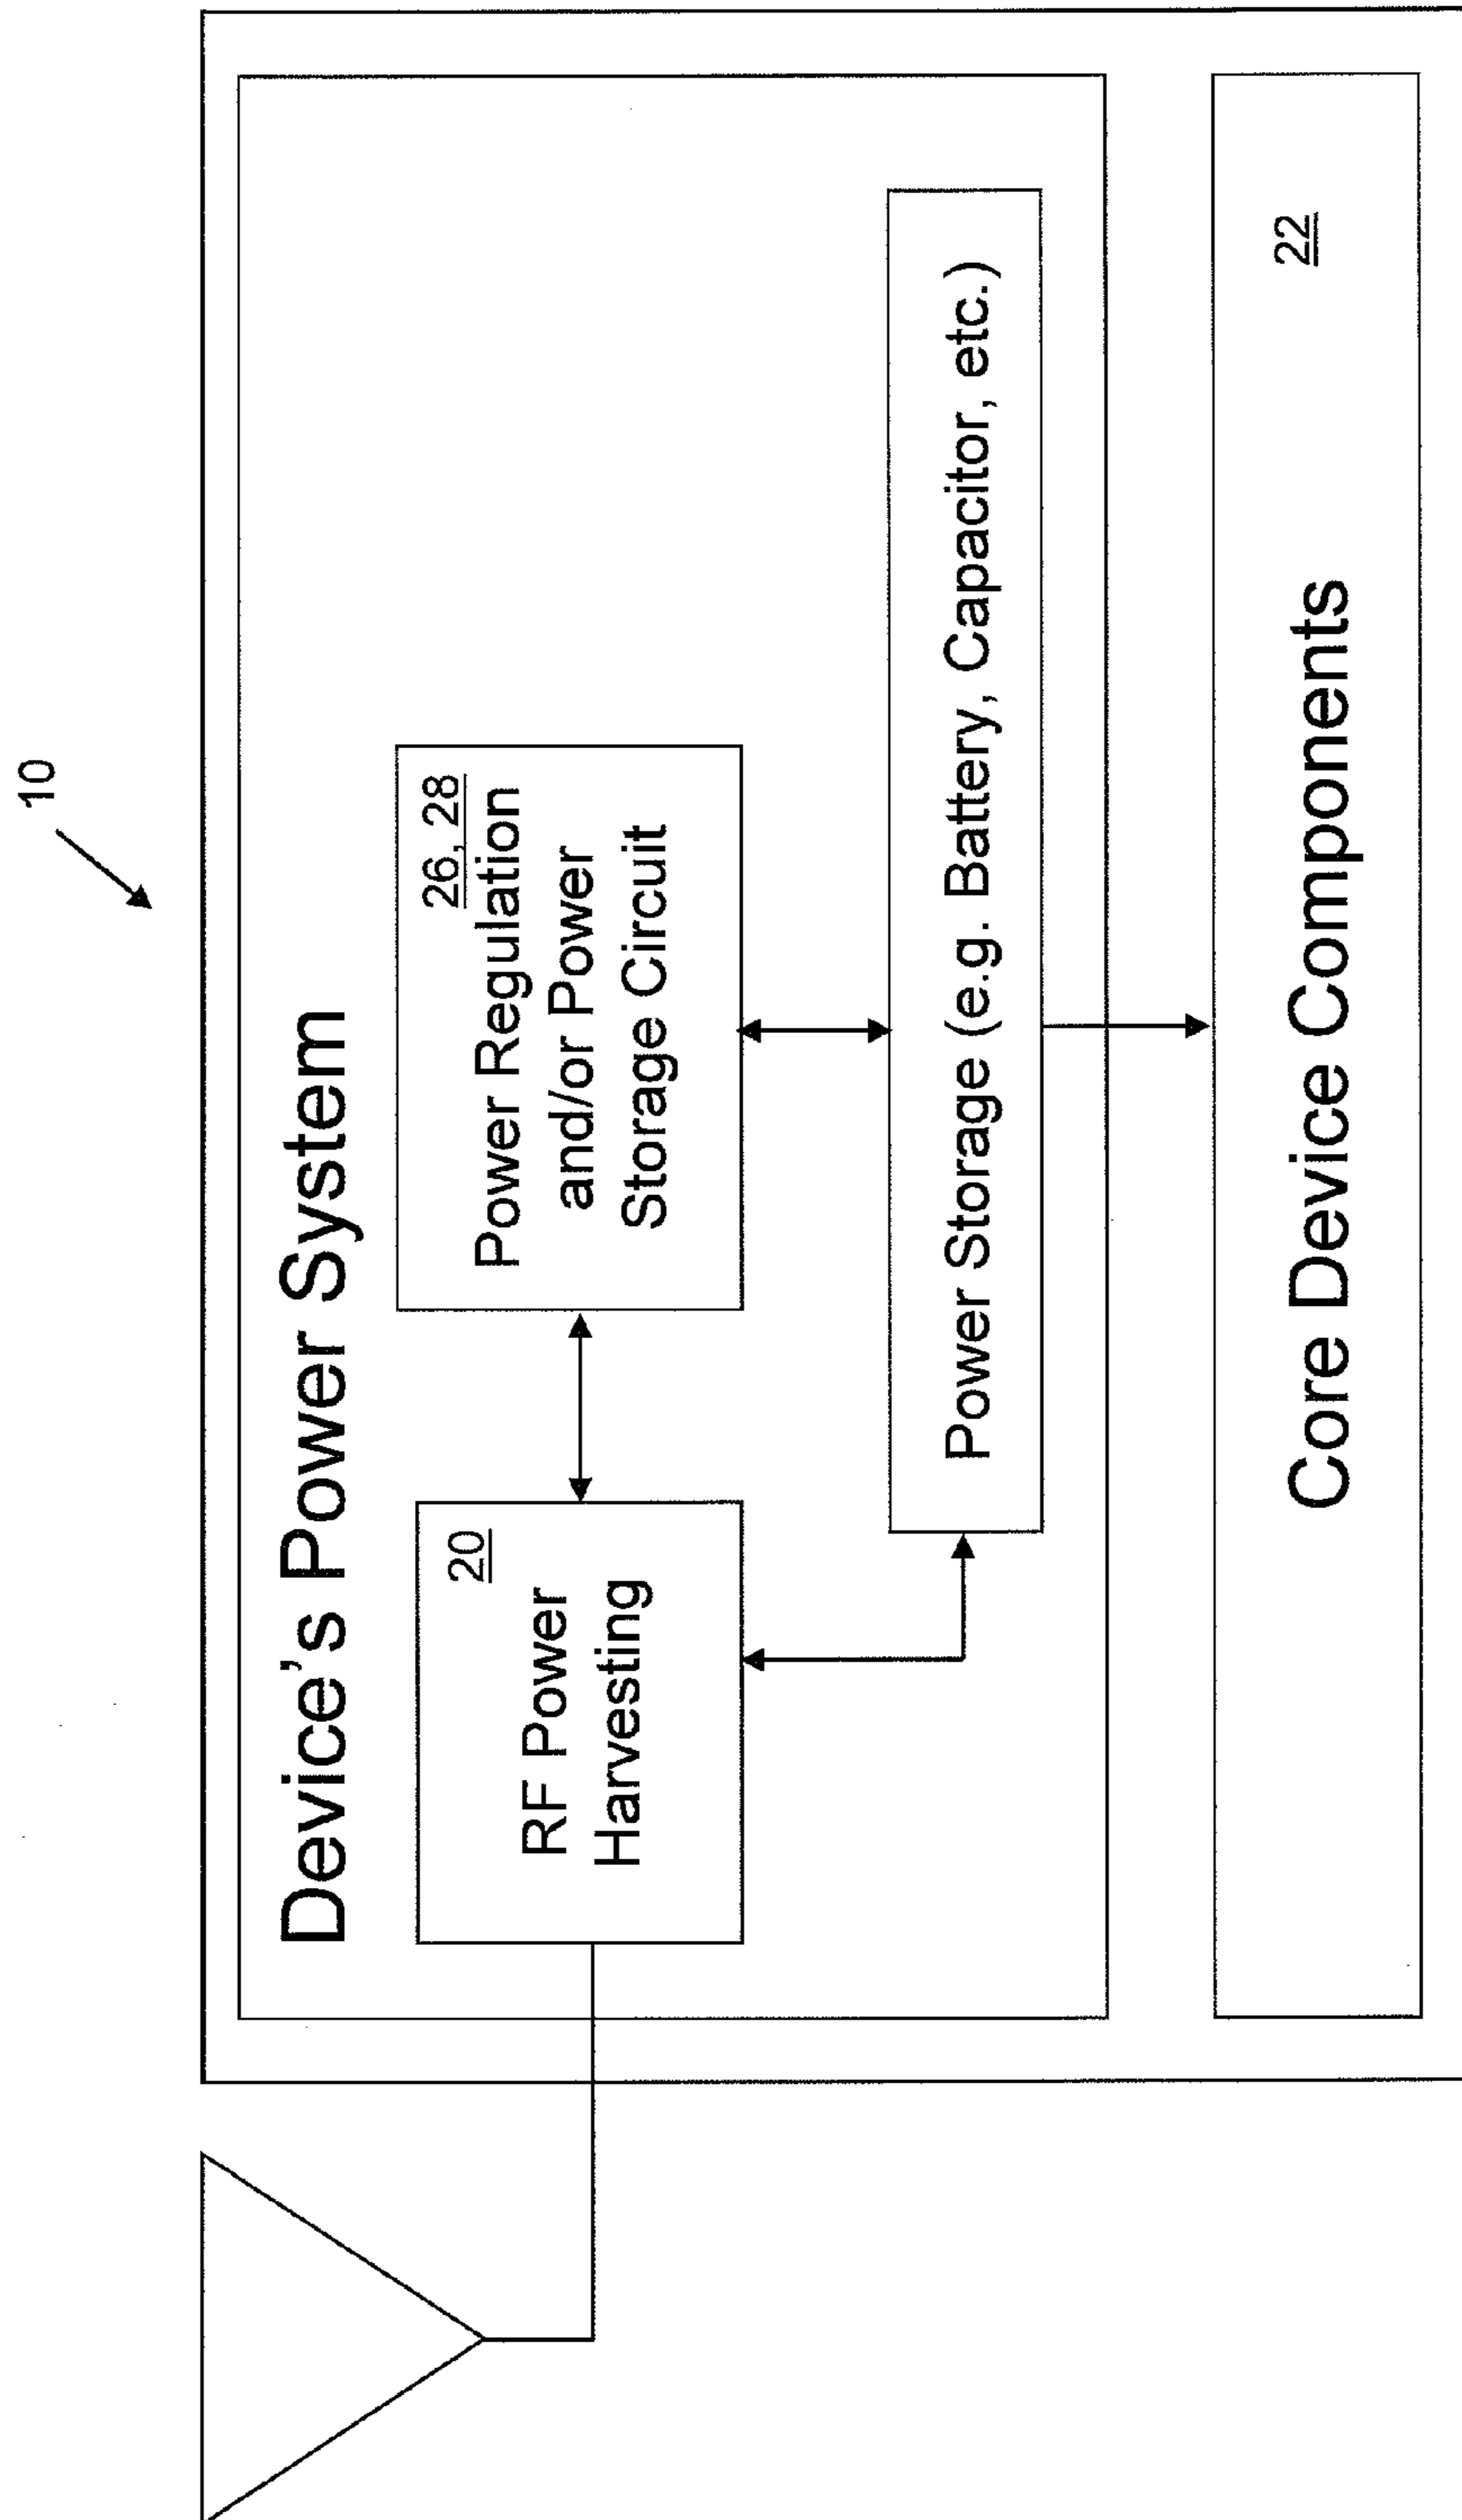 10
Device's Power System
20
RF Power
Harvesting
26, 28
Power Regulation
and/or Power
Storage Circuit
Power Storage (e.g. Battery, Capacitor, etc.)
22
Core Device Components